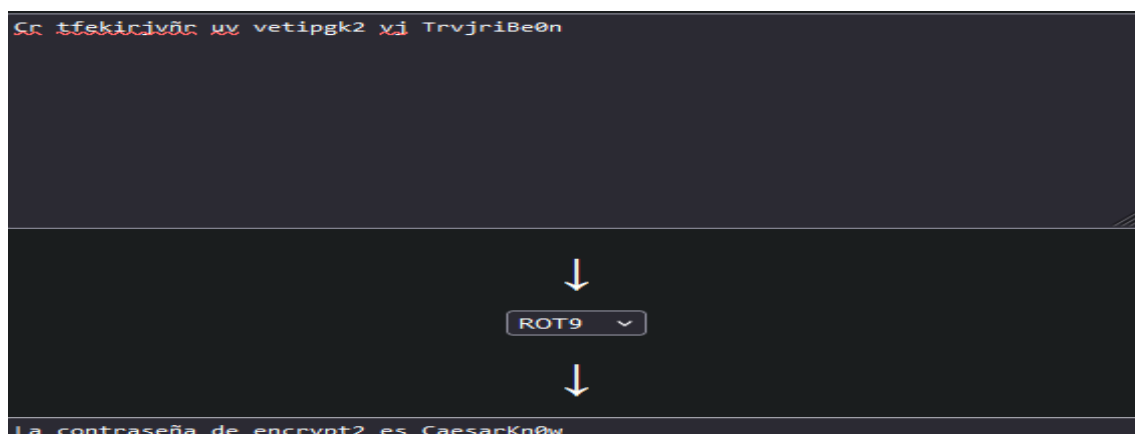 Cr tfekirjvñr uv vetipgk2 vj TrvjriBe0n
↓
ROT9
↓
La contraseña de encrypt2 es CaesarKn0w